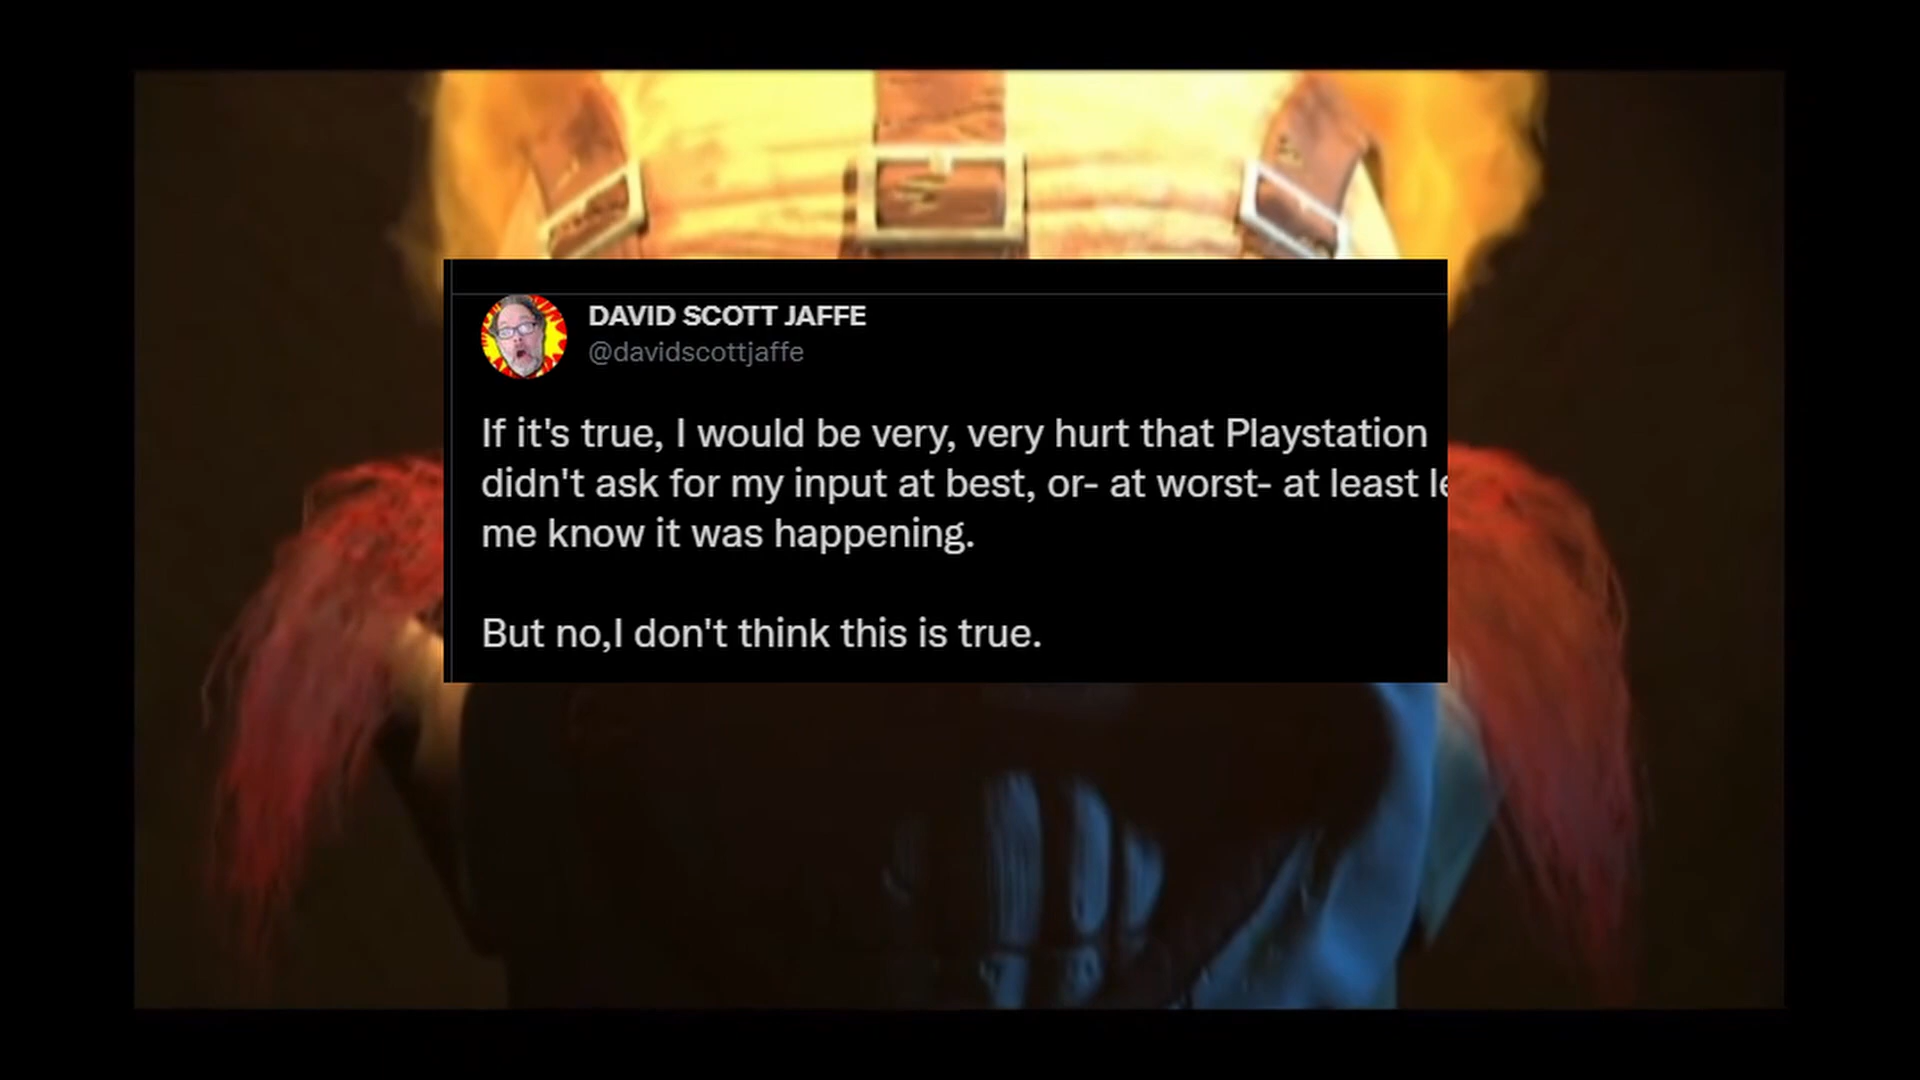 DAVID SCOTT JAFFE
@davidscottjaffe
If it's true, I would be very, very hurt that Playstation
didn't ask for my input at best, or- at worst- at least
me know it was happening.
But no,I don't think this is true.